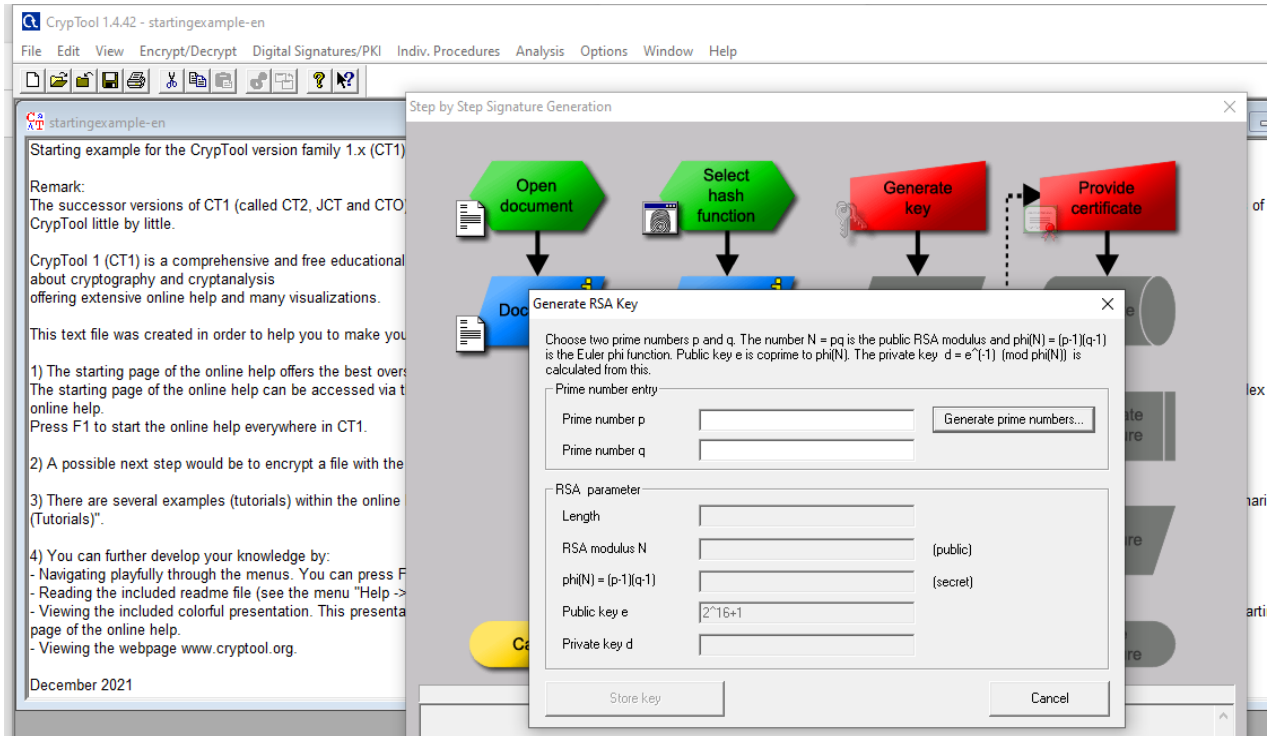 CrypTool 1.4.42 - startingexample-en
File Edit View Encrypt/Decrypt Digital Signatures/PKI Indiv. Procedures Analysis Options Window Help
startingexample-en
Starting example for the CrypTool version family 1.x (CT1)
Remark:
The successor versions of CT1 (called CT2, JCT and CTO)
of
CrypTool little by little.
CrypTool 1 (CT1) is a comprehensive and free educational
about cryptography and cryptanalysis
offering extensive online help and many visualizations.
This text file was created in order to help you to make you
1) The starting page of the online help offers the best overs
The starting page of the online help can be accessed via t
lex
online help.
Press F1 to start the online help everywhere in CT1.
2) A possible next step would be to encrypt a file with the
3) There are several examples (tutorials) within the online
nari
(Tutorials)".
4) You can further develop your knowledge by:
- Navigating playfully through the menus. You can press F
- Reading the included readme file (see the menu "Help ->
- Viewing the included colorful presentation. This presenta
arti
page of the online help.
- Viewing the webpage www.cryptool.org.
December 2021
Step by Step Signature Generation
Open
document
Select
hash
function
Generate
key
Provide
certificate
Doc
e
ate
ure
ure
Ca
re
Generate RSA Key
Choose two prime numbers p and q. The number N = pq is the public RSA modulus and phi(N) = (p-1)(q-1)
is the Euler phi function. Public key e is coprime to phi(N). The private key d = e^(-1) (mod phi(N)) is
calculated from this.
Prime number entry
Prime number p
Generate prime numbers...
Prime number q
RSA parameter
Length
RSA modulus N
(public)
phi(N) = (p-1)(q-1)
(secret)
Public key e
2^16+1
Private key d
Store key
Cancel